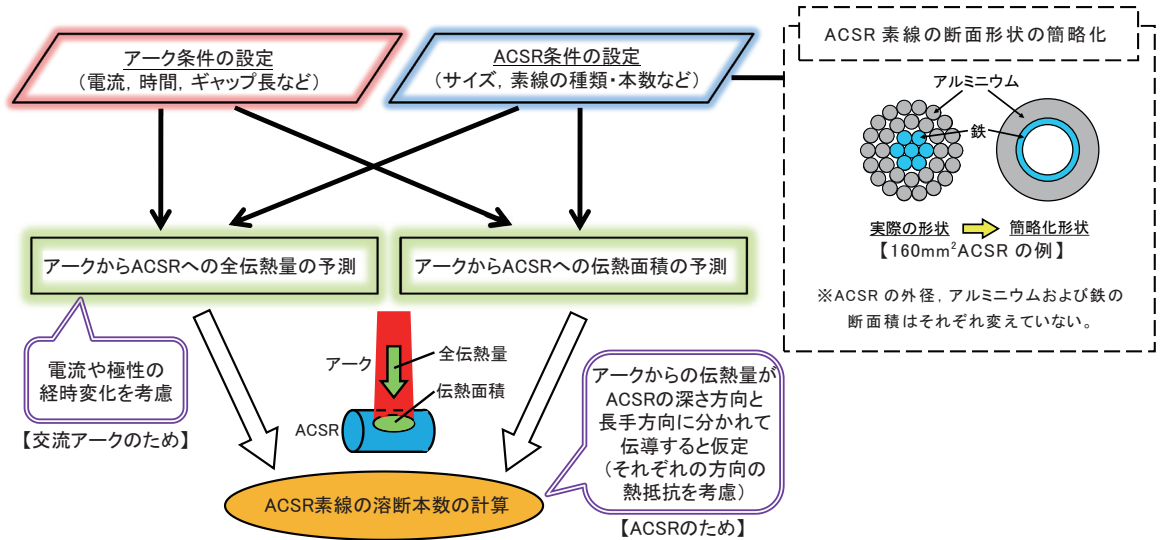 アーク条件の設定
（電流，時間，ギャップ長など）
ACSR条件の設定
（サイズ，素線の種類・本数など）
ACSR 素線の断面形状の簡略化
アルミニウム
鉄
実際の形状
簡略化形状
【160mm²ACSR の例】
※ACSR の外径，アルミニウムおよび鉄の
断面積はそれぞれ変えていない。
アークからACSRへの全伝熱量の予測
アークからACSRへの伝熱面積の予測
電流や極性の
経時変化を考慮
【交流アークのため】
アーク
全伝熱量
伝熱面積
ACSR
アークからの伝熱量が
ACSRの深さ方向と
長手方向に分かれて
伝導すると仮定
（それぞれの方向の
熱抵抗を考慮）
【ACSRのため】
ACSR素線の溶断本数の計算